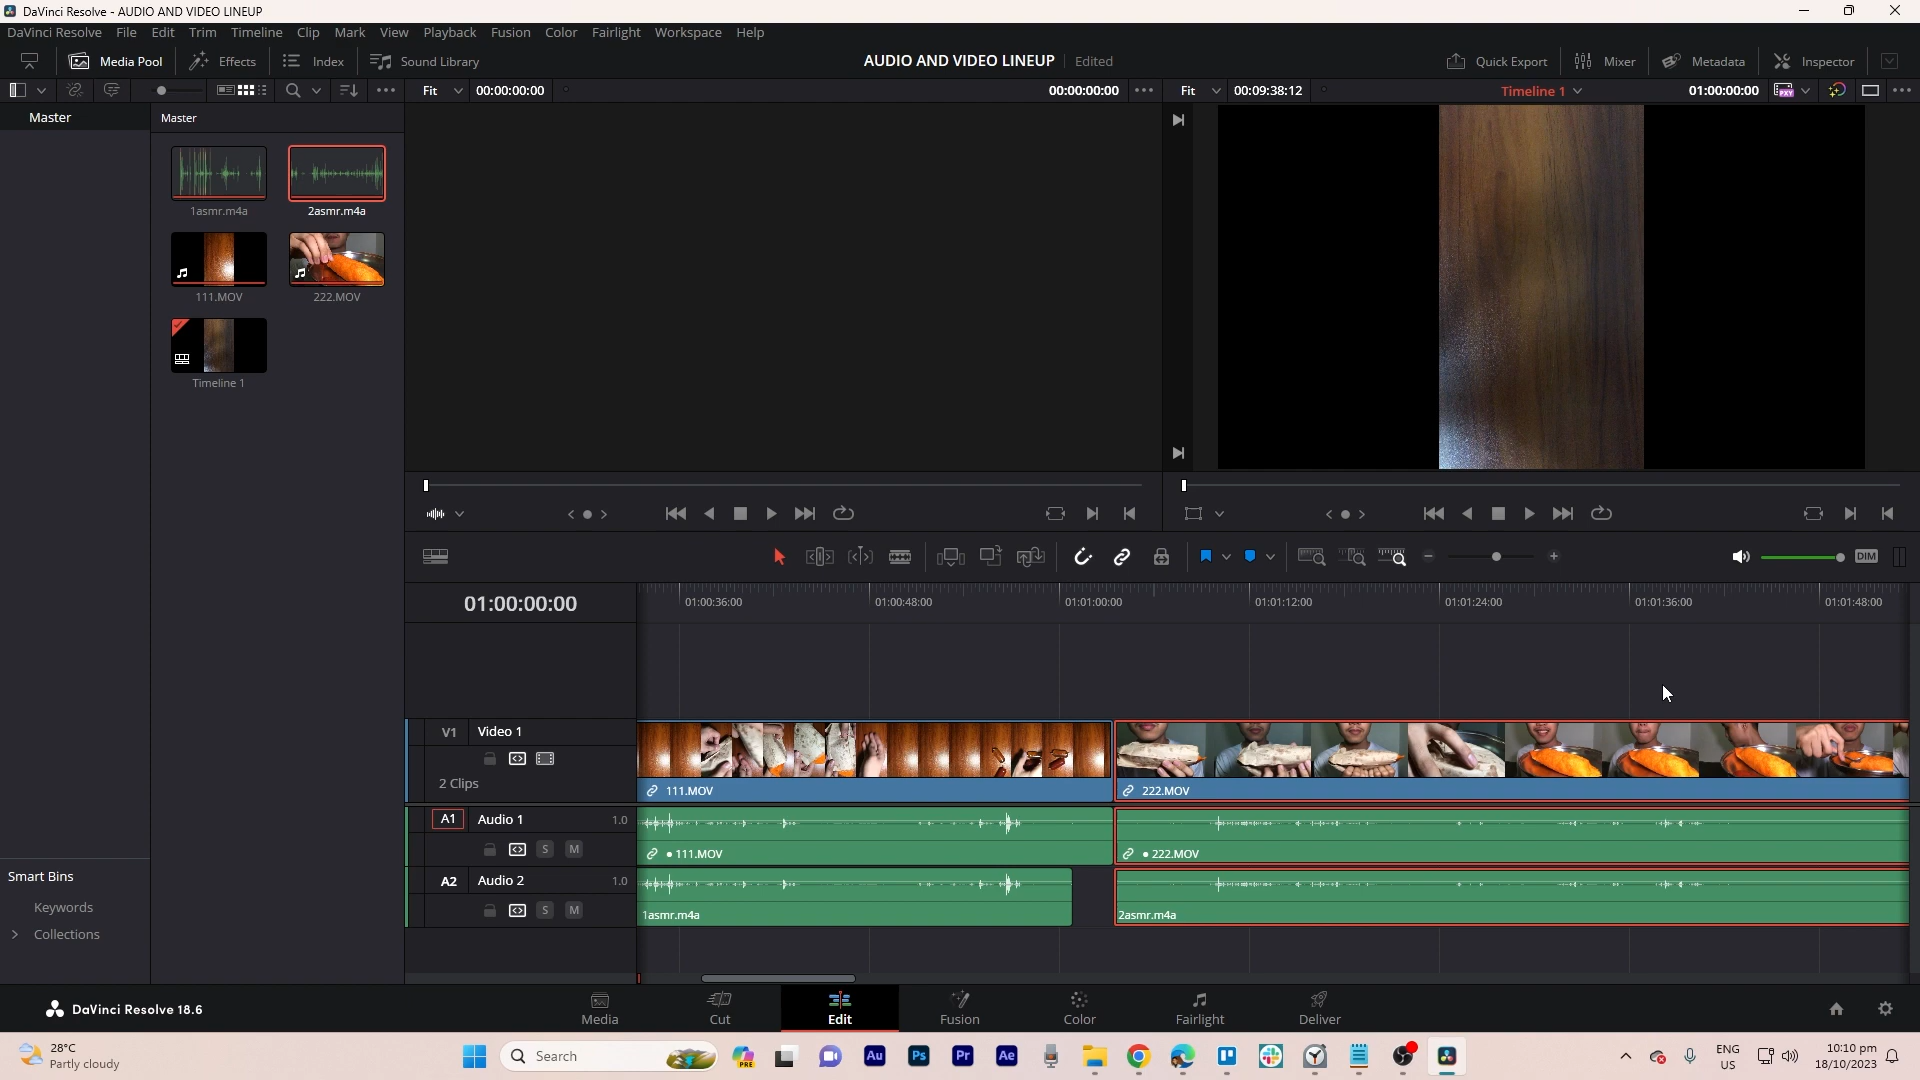 DaVinci Resolve - AUDIO AND VIDEO LINEUP
DaVinci Resolve File Edit Trim Timeline Clip Mark View Playback Fusion Color Fairlight Workspace Help
Media Pool Effects Index Sound Library AUDIO AND VIDEO LINEUP Edited Quick Export Mixer Metadata Inspector
Fit 00:00:00:00 00:00:00:00 Fit 00:09:38:12 Timeline 1 01:00:00:00 PXY
Master Master
1asmr.m4a 2asmr.m4a
111.MOV 222.MOV
Timeline 1
DIM
01:00:00:00 01:00:36:00 01:00:48:00 01:01:00:00 01:01:12:00 01:01:24:00 01:01:36:00 01:01:48:00
V1 Video 1
2 Clips
111.MOV 222.MOV
A1 Audio 1 1.0
S M
111.MOV 222.MOV
A2 Audio 2 1.0
S M
1asmr.m4a 2asmr.m4a
Smart Bins
Keywords
Collections
DaVinci Resolve 18.6
Media Cut Edit Fusion Color Fairlight Deliver
28°C
Partly cloudy
Search
PRE
Au Ps Pr Ae
ENG
US
10:10 pm
18/10/2023